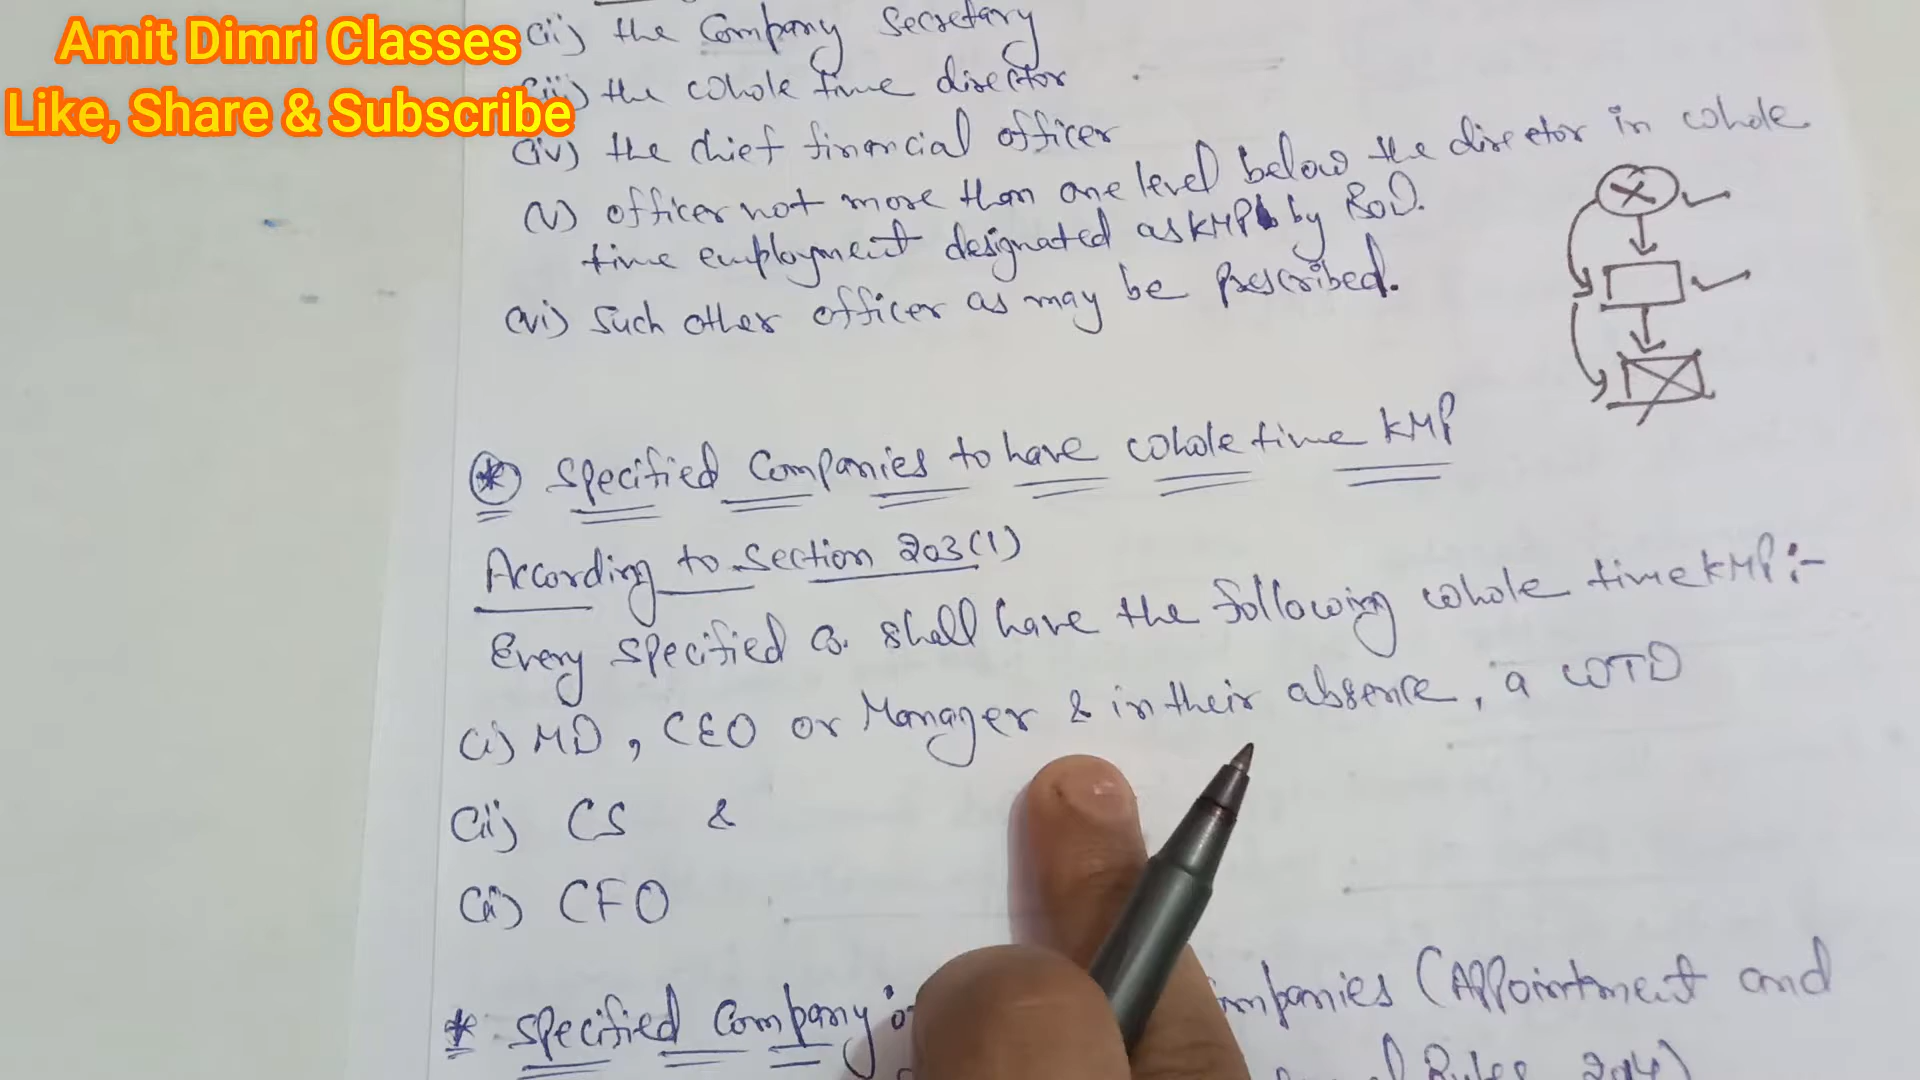 Amit Dimri Classes
Like, Share & Subscribe
(ii) the Company Secretary
(iii) the whole time director
(iv) the chief financial officer
(v) officer not more than one level below the director in whole
time employment designated as KMP by BoD.
(vi) Such other officer as may be Prescribed.
* Specified Companies to have whole time KMP
According to Section 203(1)
Every specified Co. shall have the following whole time KMP:-
(i) MD, CEO or Manager & in their absence, a WTD
(ii) CS &
(iii) CFO
* Specified Company (Appointment and
Rules 2014)